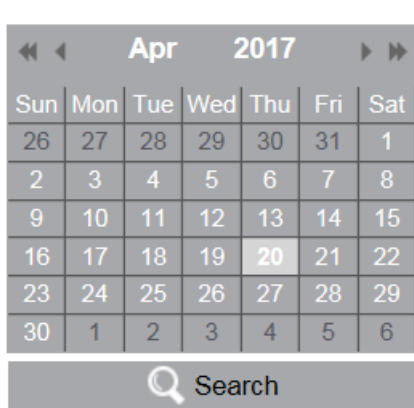 Apr 2017
Sun Mon Tue Wed Thu Fri Sat
26 27 28 29 30 31 1
2 3 4 5 6 7 8
9 10 11 12 13 14 15
16 17 18 19 20 21 22
23 24 25 26 27 28 29
30 1 2 3 4 5 6
Search